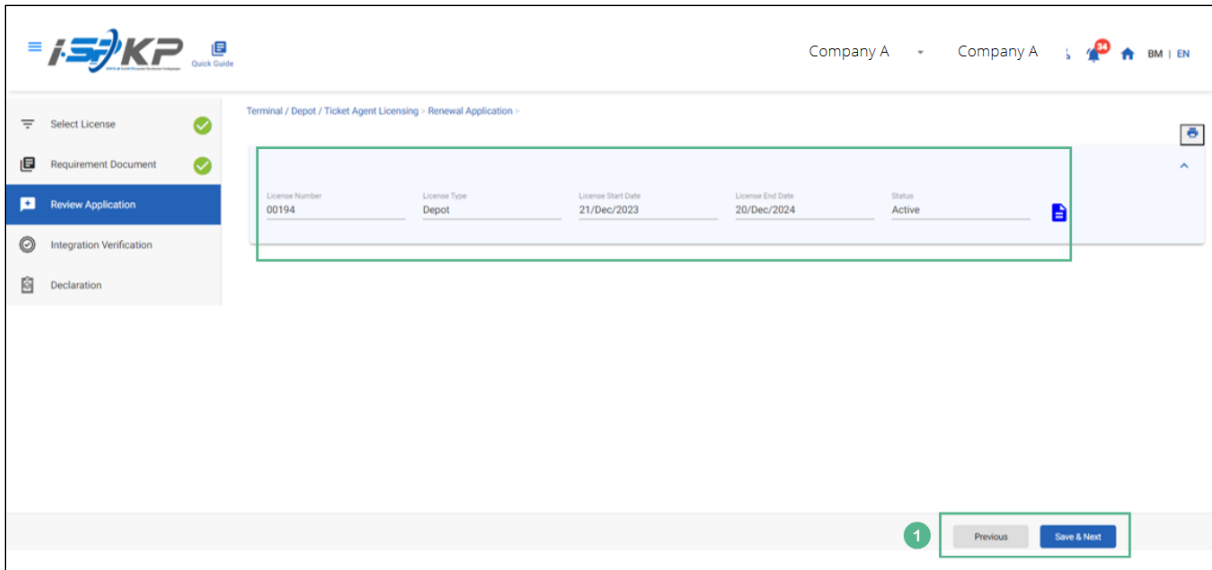 i-SPKP
Quick Guide
Company A
Company A
34
BM | EN
Select License
Requirement Document
Review Application
Integration Verification
Declaration
Terminal / Depot / Ticket Agent Licensing > Renewal Application >
License Number
00194
License Type
Depot
License Start Date
21/Dec/2023
License End Date
20/Dec/2024
Status
Active
1
Previous
Save & Next